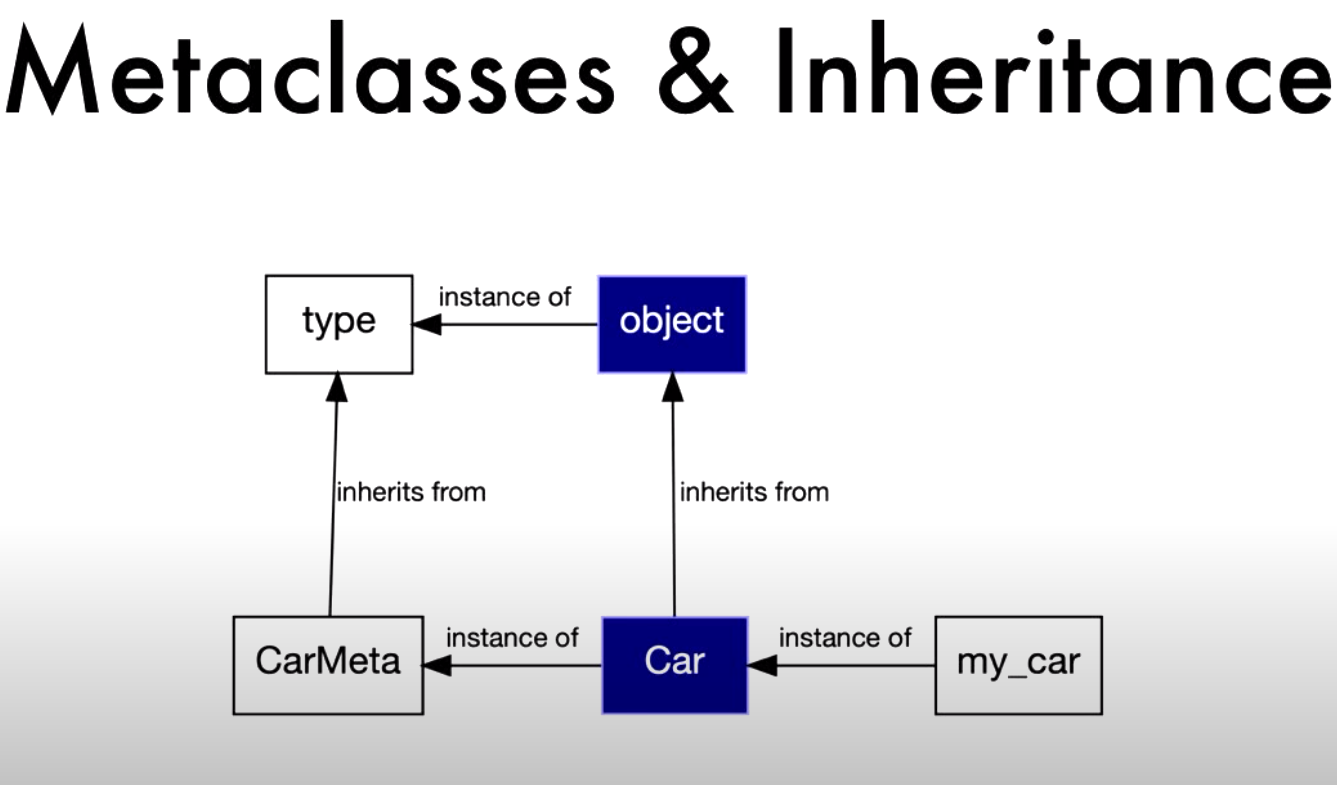 Metaclasses & Inheritance
type
instance of
object
inherits from
inherits from
CarMeta
instance of
Car
instance of
my_car